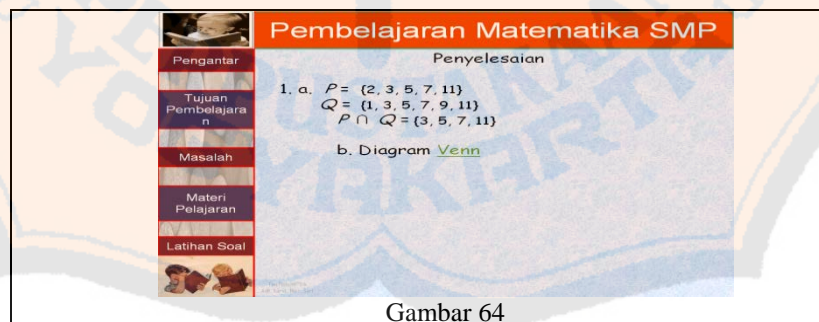 Pembelajaran Matematika SMP
Pengantar
Tujuan
Pembelajara
n
Masalah
Materi
Pelajaran
Latihan Soal
Penyelesaian
1. a. P = {2, 3, 5, 7, 11}
Q = {1, 3, 5, 7, 9, 11}
P ∩ Q = {3, 5, 7, 11}
b. Diagram Venn
Gambar 64